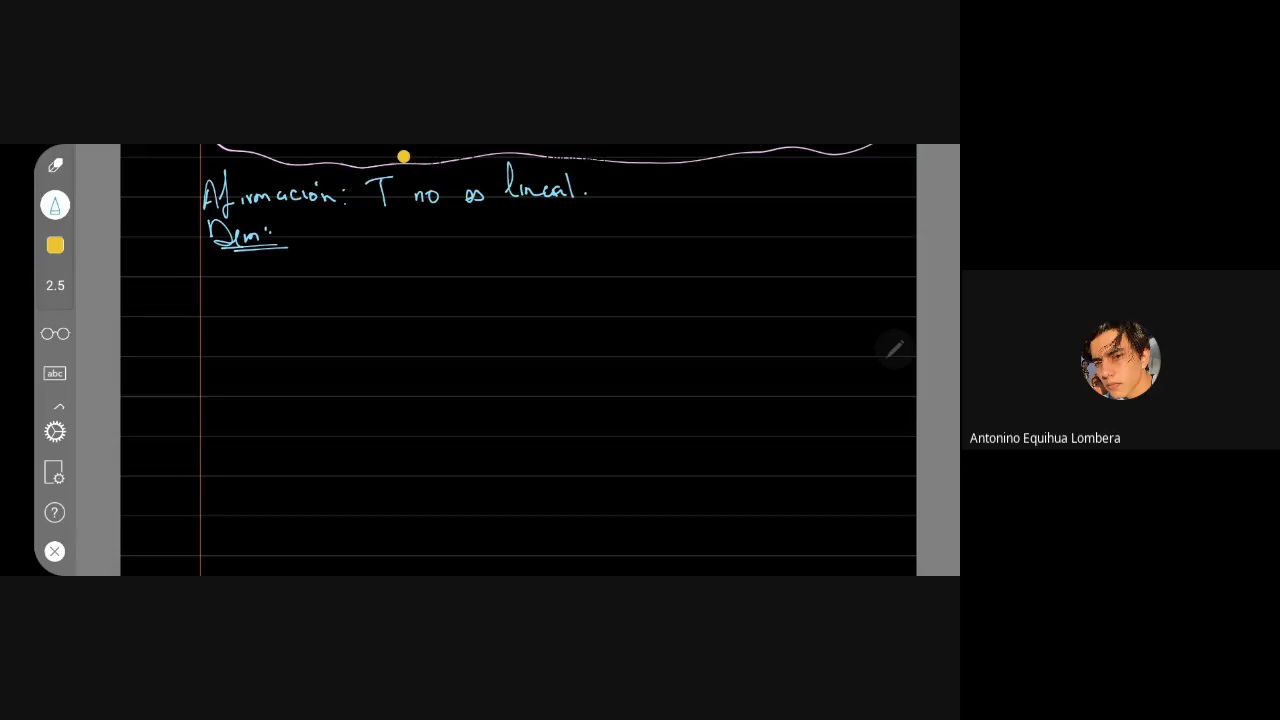 Afirmación: T no es lineal.
Dem:
2.5
abc
?
Antonino Equihua Lombera